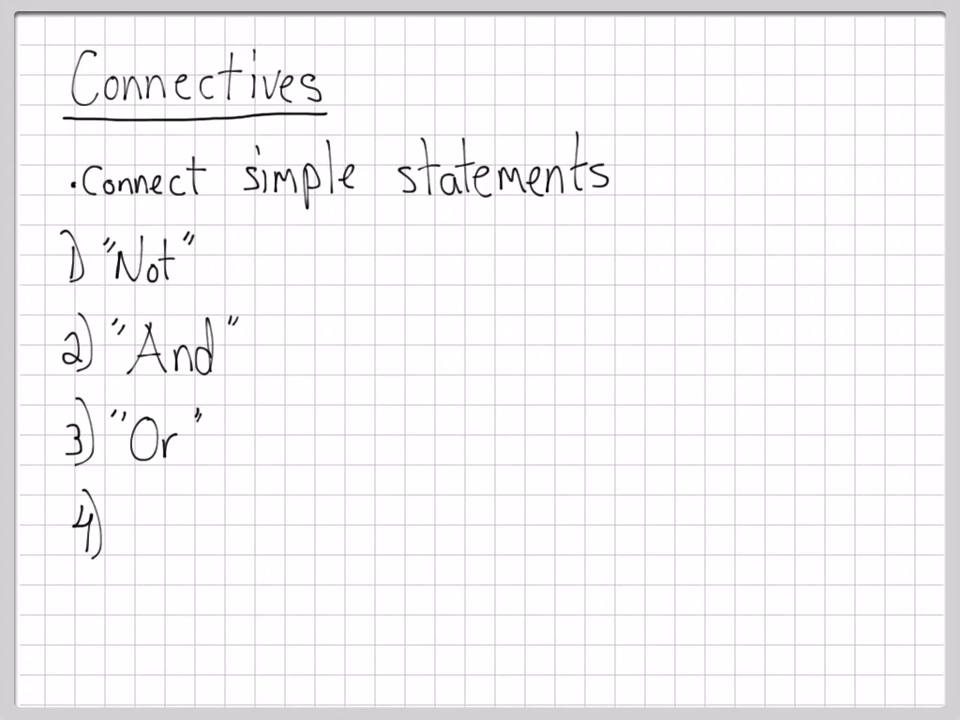 Connectives
• Connect simple statements
1) "Not"
2) "And"
3) "Or"
4)